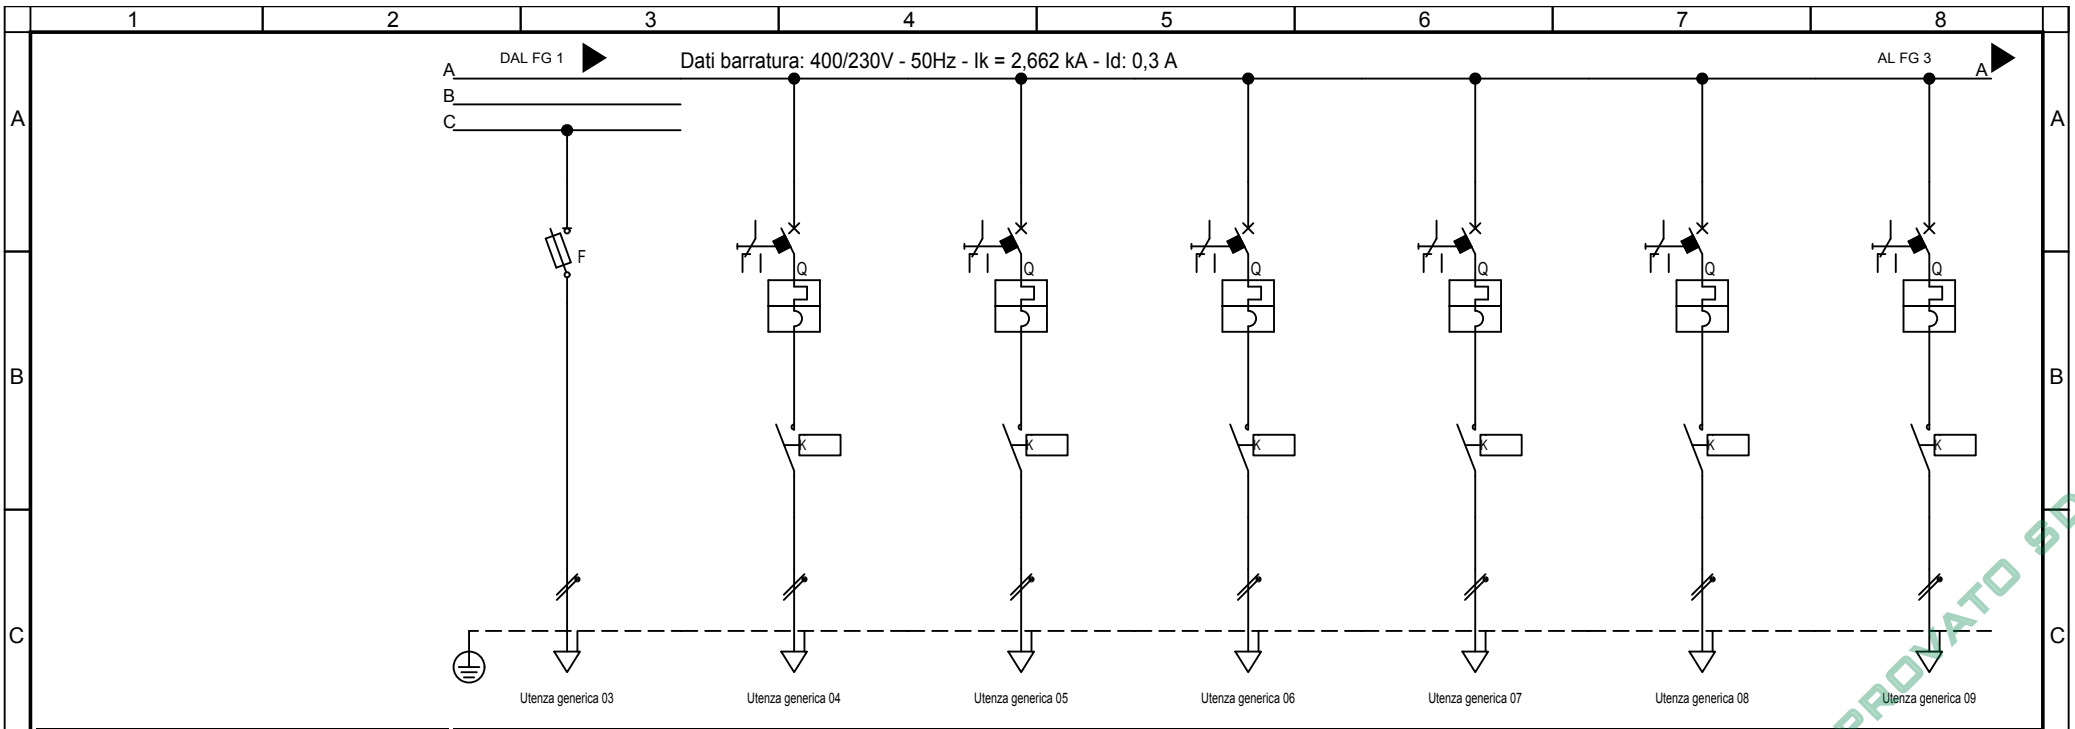 1 2 3 4 5 6 7 8
DAL FG 1
Dati barratura: 400/230V - 50Hz - Ik = 2,662 kA - Id: 0,3 A
AL FG 3
A A
B
C
A A
F
Q Q Q Q Q Q
B B
K K K K K K
C C
Utenza generica 03
Utenza generica 04
Utenza generica 05
Utenza generica 06
Utenza generica 07
Utenza generica 08
Utenza generica 09